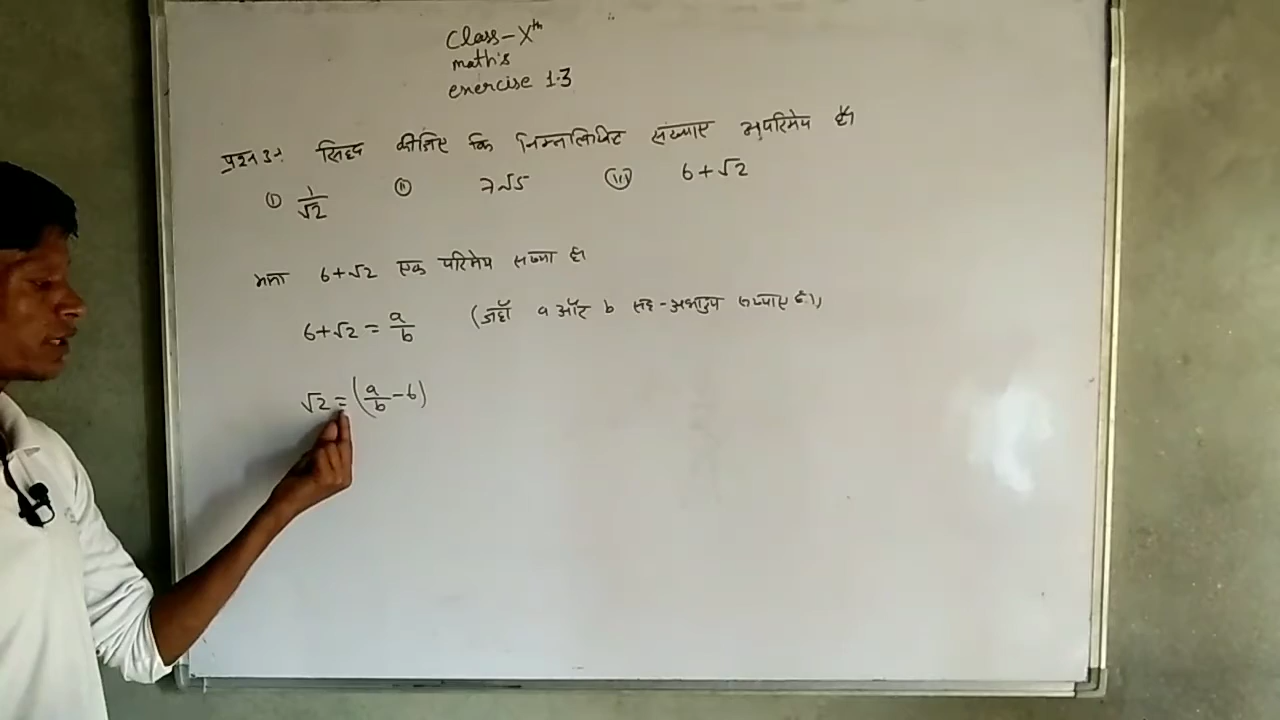 Class-Xth
math's
exercise 1.3
प्रश्न 3:- सिद्ध कीजिए कि निम्नलिखित संख्याए अपरिमेय है।
(i) 1/√2 (ii) 7√5 (iii) 6+√2
माना 6+√2 एक परिमेय संख्या है।
6+√2 = a/b (जहाँ a और b सह-अभाज्य संख्याए है।)
√2 = (a/b - 6)